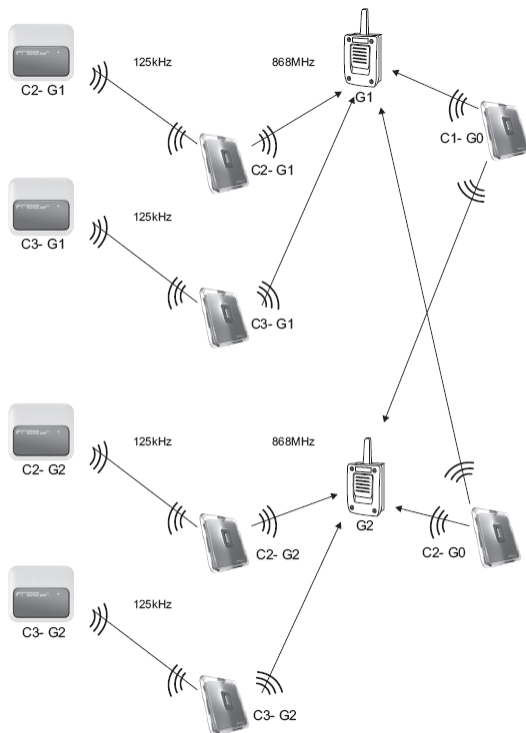 125kHz
868MHz
C2- G1
G1
C1- G0
C2- G1
125kHz
C3- G1
C3- G1
125kHz
868MHz
C2- G2
G2
C2- G2
C2- G0
125kHz
C3- G2
C3- G2